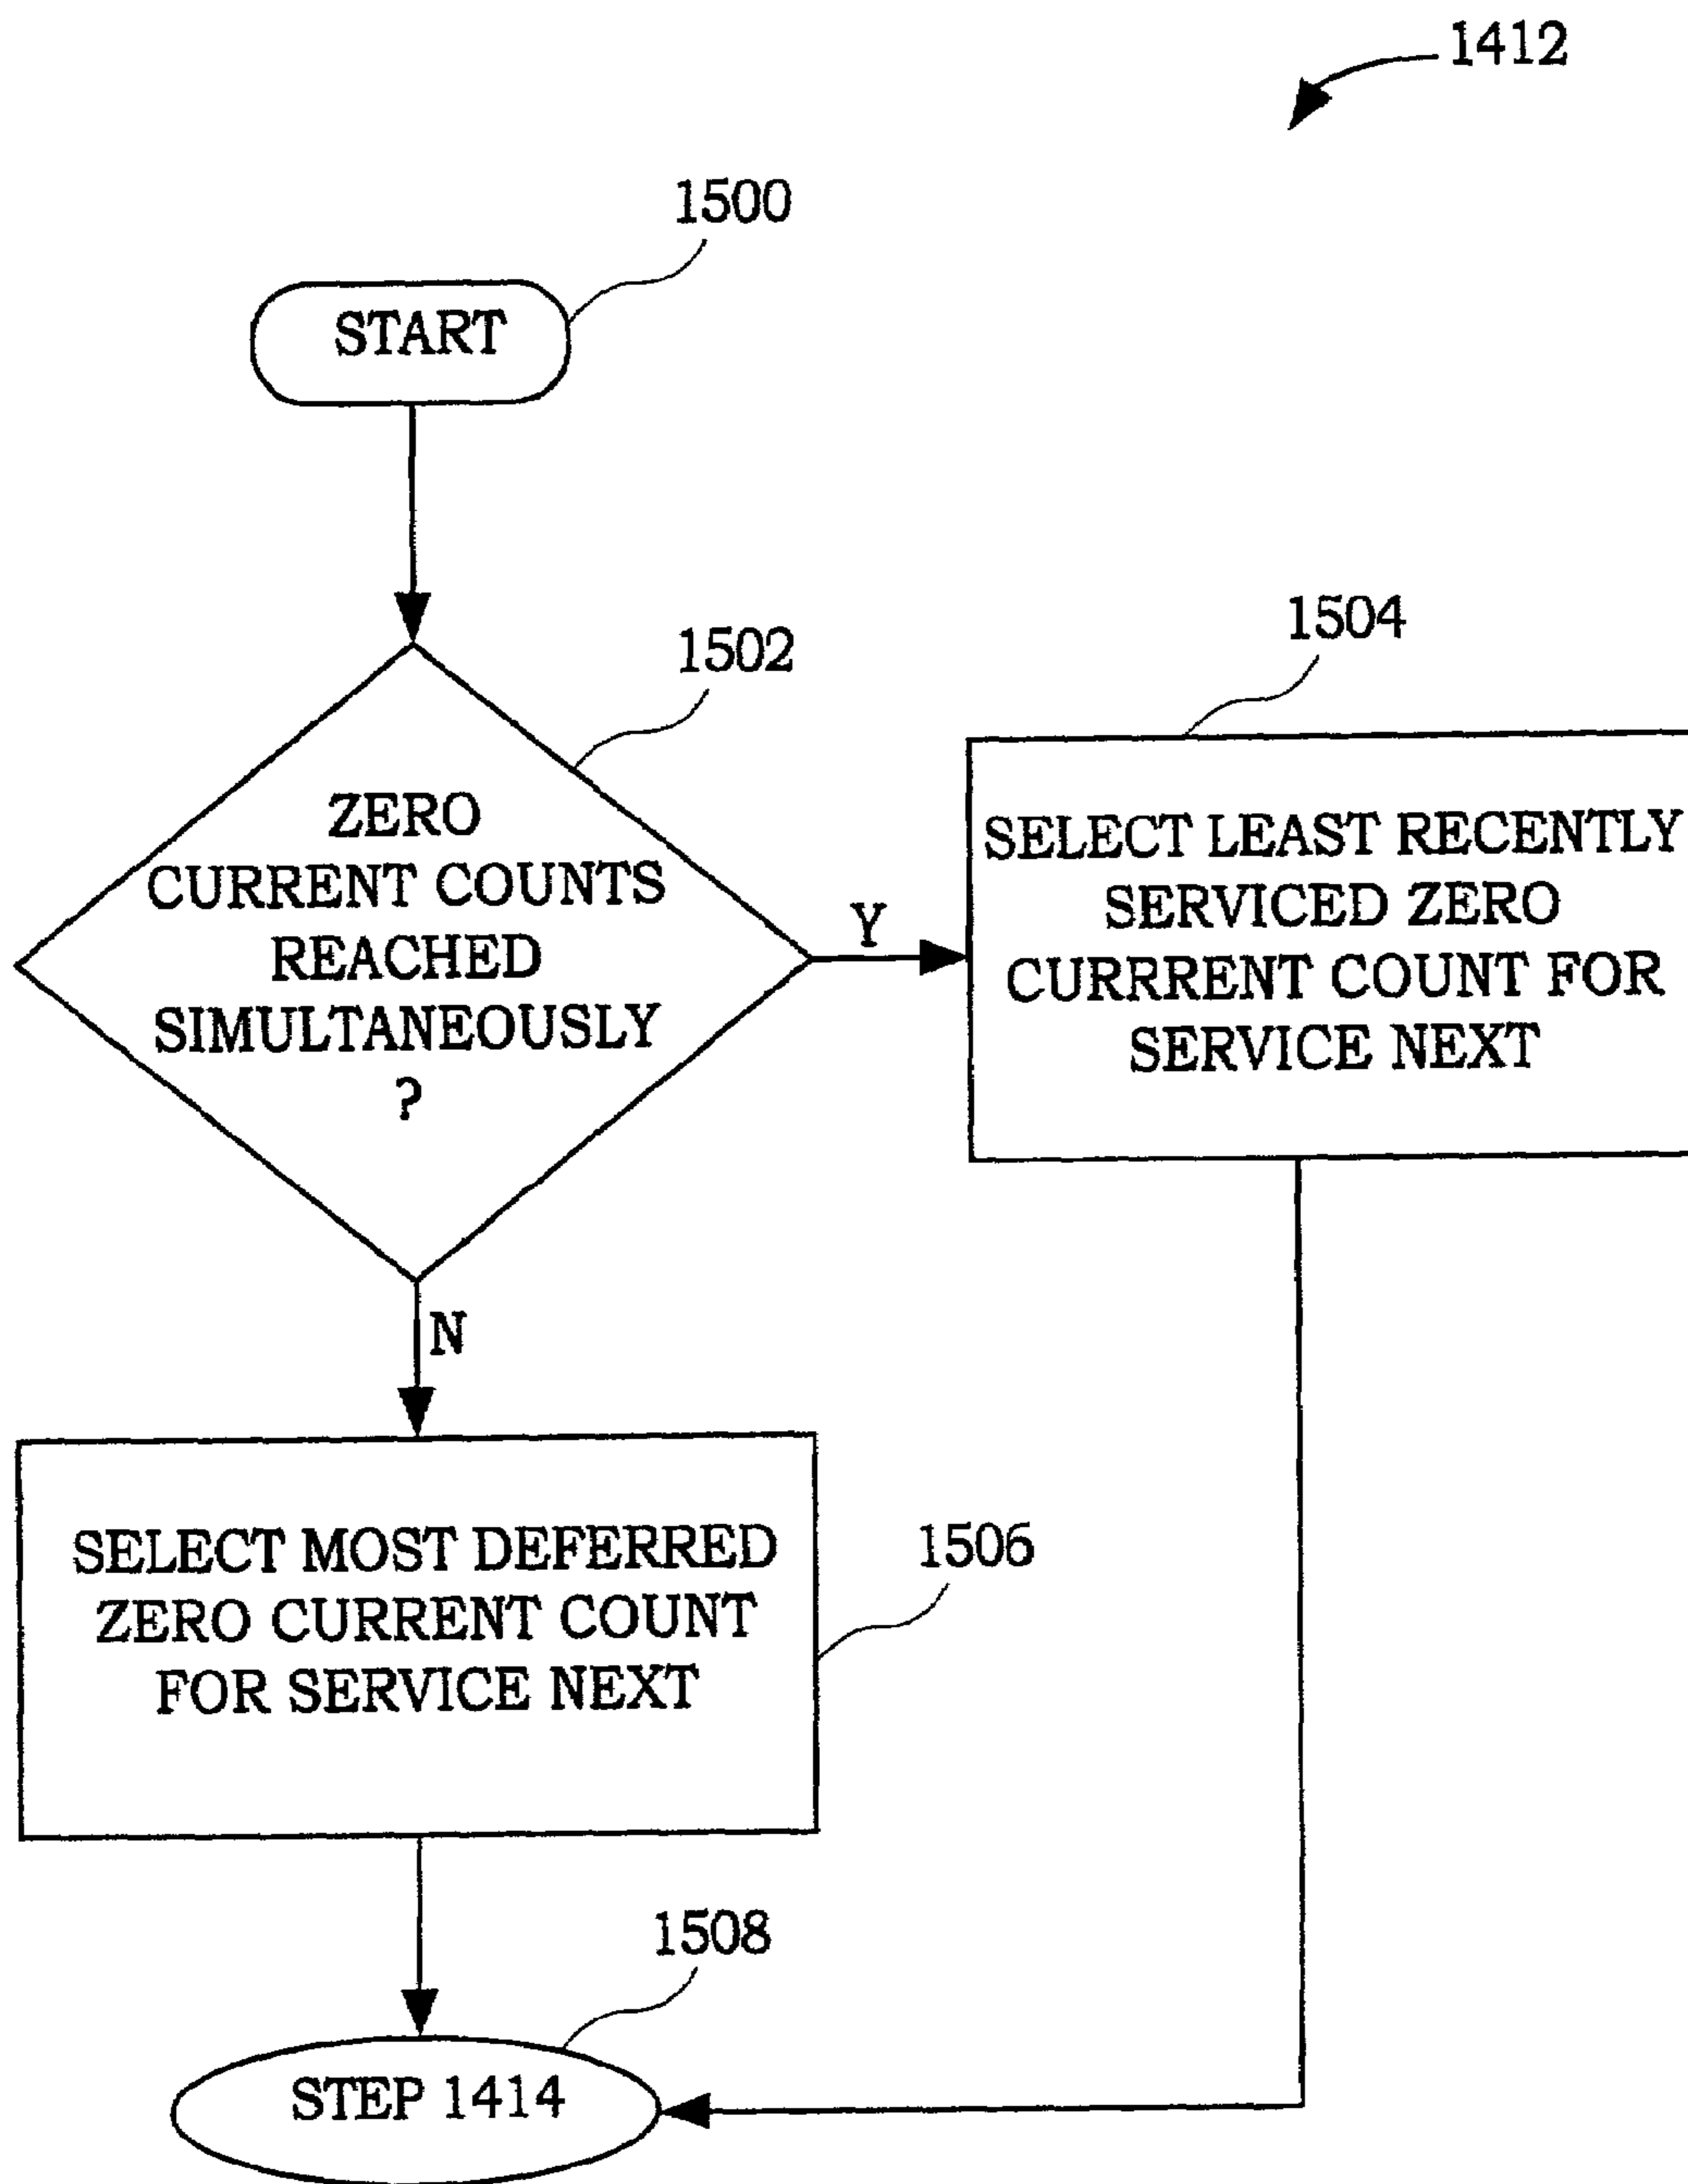 1412
1500
START
1502
ZERO
CURRENT COUNTS
REACHED
SIMULTANEOUSLY
?
Y
1504
SELECT LEAST RECENTLY
SERVICED ZERO
CURRRENT COUNT FOR
SERVICE NEXT
N
SELECT MOST DEFERRED
ZERO CURRENT COUNT
FOR SERVICE NEXT
1506
1508
STEP 1414